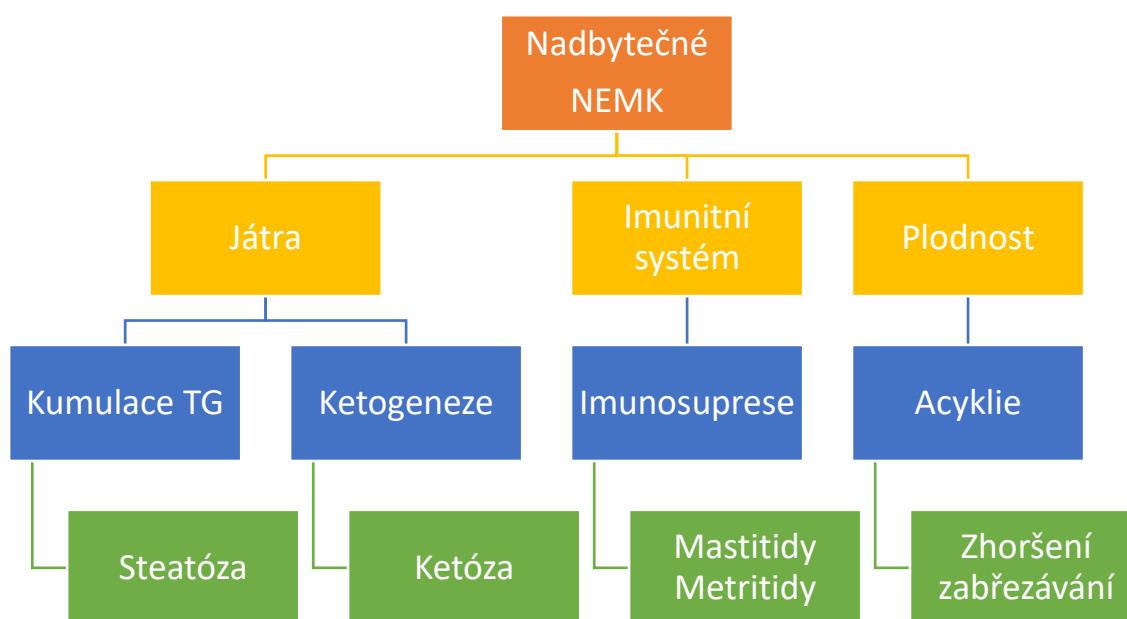 Nadbytečné
NEMK
Játra
Imunitní
systém
Plodnost
Kumulace TG
Ketogeneze
Imunosuprese
Acyklie
Steatóza
Ketóza
Mastitidy
Metritidy
Zhoršení
zabřezávání